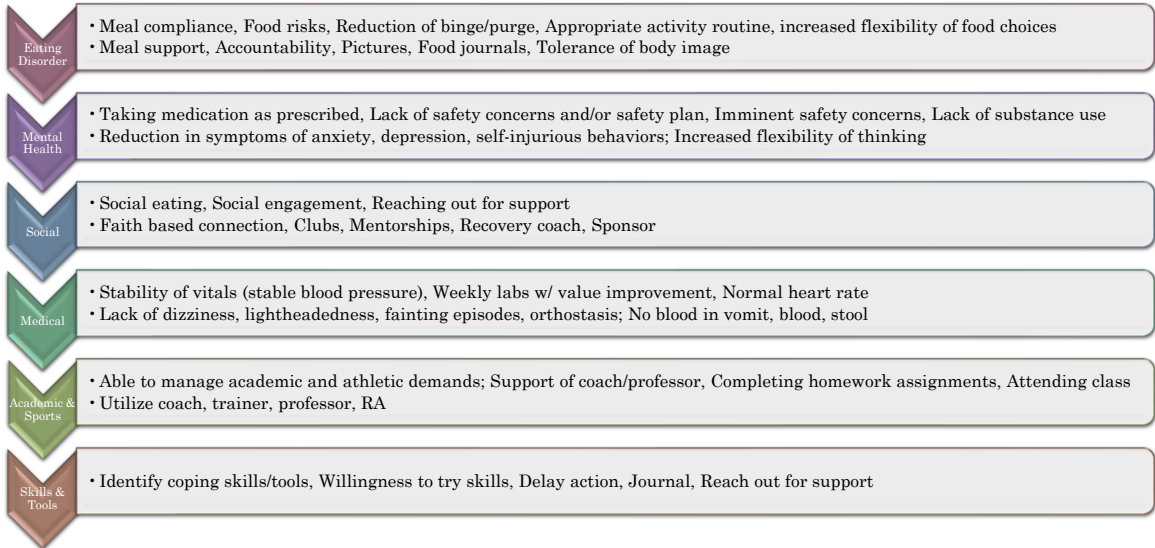 Eating
Disorder
• Meal compliance, Food risks, Reduction of binge/purge, Appropriate activity routine, increased flexibility of food choices
• Meal support, Accountability, Pictures, Food journals, Tolerance of body image
Mental
Health
• Taking medication as prescribed, Lack of safety concerns and/or safety plan, Imminent safety concerns, Lack of substance use
• Reduction in symptoms of anxiety, depression, self-injurious behaviors; Increased flexibility of thinking
Social
• Social eating, Social engagement, Reaching out for support
• Faith based connection, Clubs, Mentorships, Recovery coach, Sponsor
Medical
• Stability of vitals (stable blood pressure), Weekly labs w/ value improvement, Normal heart rate
• Lack of dizziness, lightheadedness, fainting episodes, orthostasis; No blood in vomit, blood, stool
Academic &
Sports
• Able to manage academic and athletic demands; Support of coach/professor, Completing homework assignments, Attending class
• Utilize coach, trainer, professor, RA
Skills &
Tools
• Identify coping skills/tools, Willingness to try skills, Delay action, Journal, Reach out for support